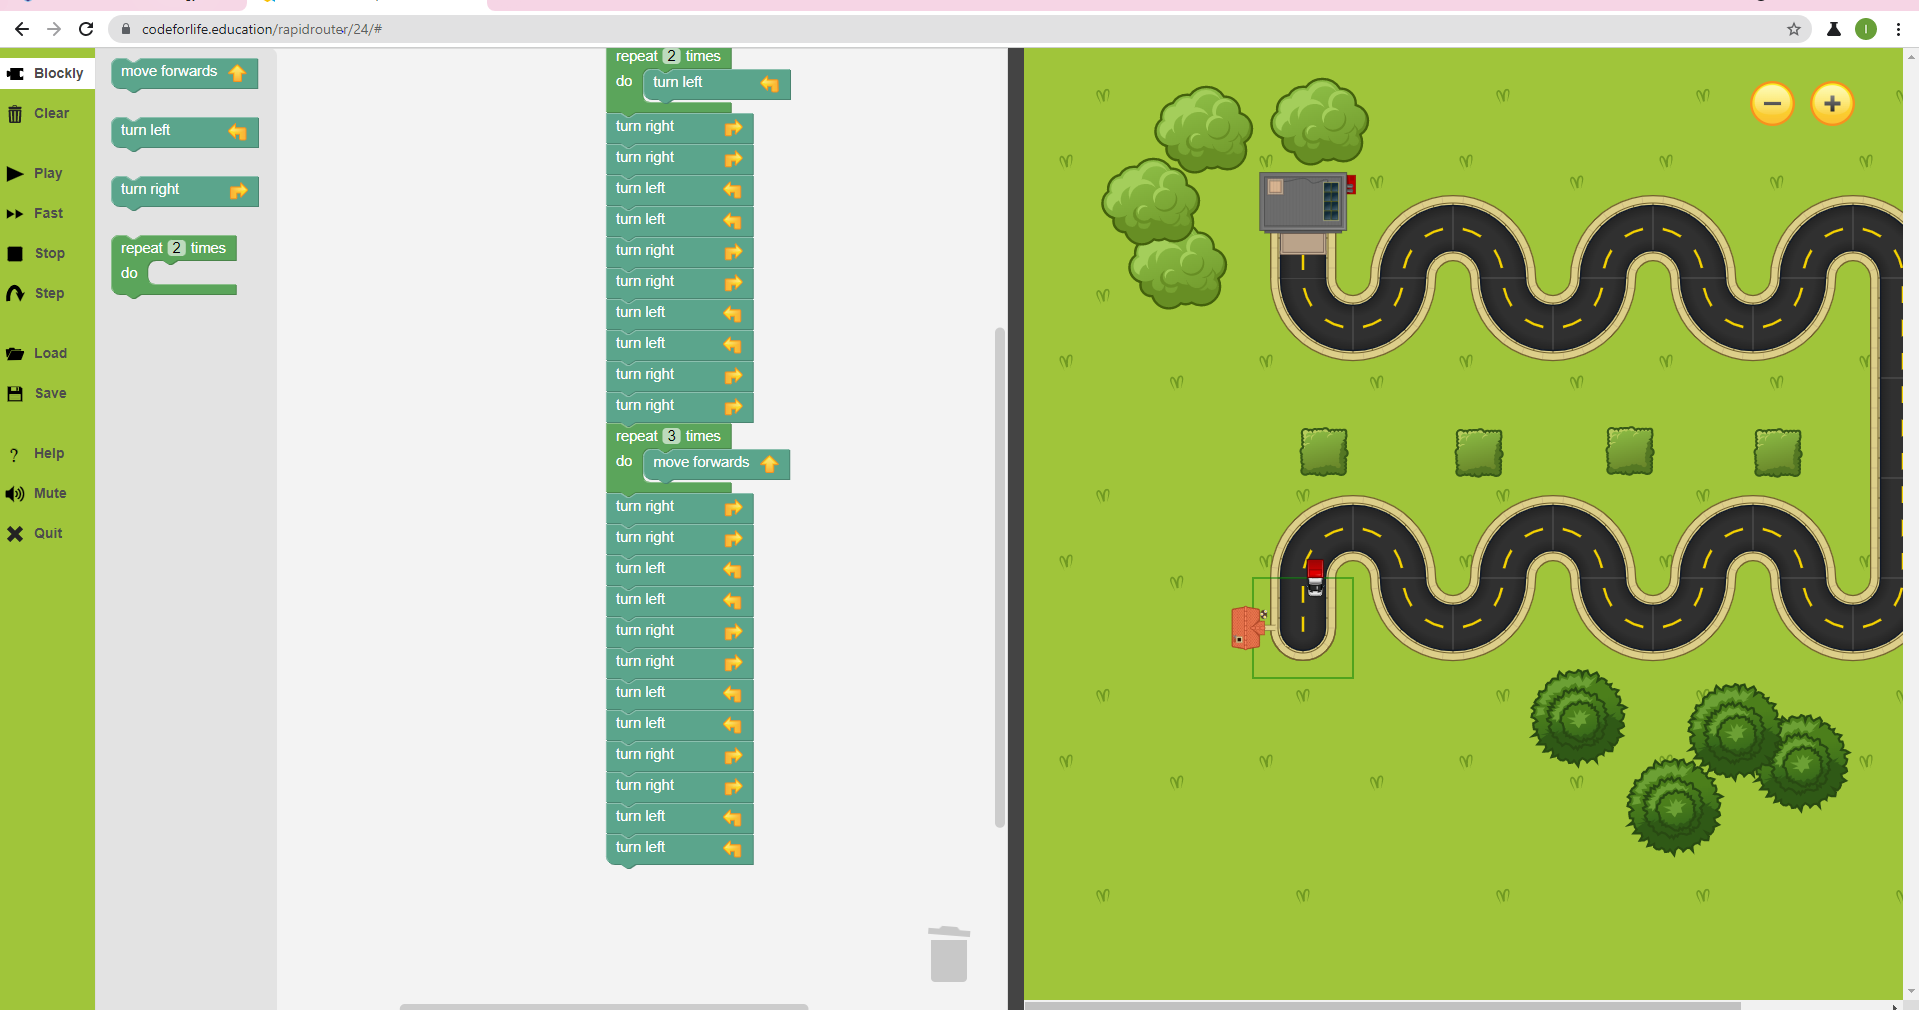 codeforlife.education/rapidrouter/24/#
I
Blockly
Clear
Play
Fast
Stop
Step
Load
Save
? Help
Mute
Quit
move forwards
turn left
turn right
repeat 2 times
do
repeat 2 times
do turn left
turn right
turn right
turn left
turn left
turn right
turn right
turn left
turn left
turn right
turn right
repeat 3 times
do move forwards
turn right
turn right
turn left
turn left
turn right
turn right
turn left
turn left
turn right
turn right
turn left
turn left